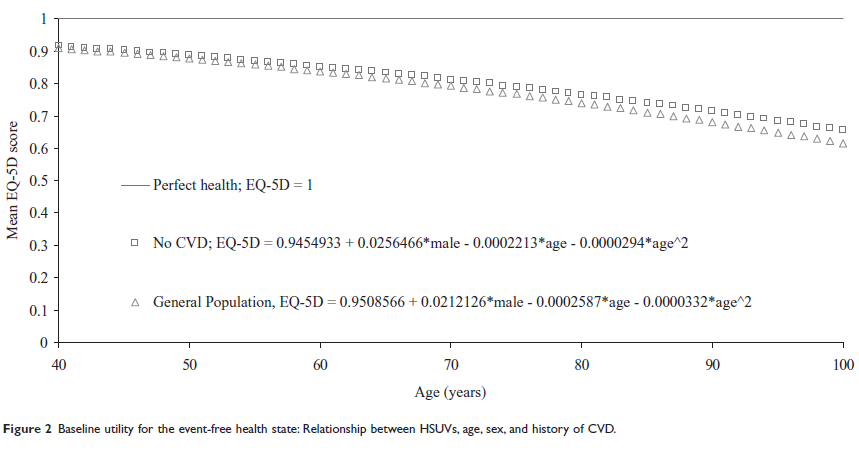 1
0.9
0.8
0.7
0.6
0.5
0.4
0.3
0.2
0.1
0
Mean EQ-5D score
Perfect health; EQ-5D = 1
No CVD; EQ-5D = 0.9454933 + 0.0256466*male - 0.0002213*age - 0.0000294*age^2
General Population, EQ-5D = 0.9508566 + 0.0212126*male - 0.0002587*age - 0.0000332*age^2
40 50 60 70 80 90 100
Age (years)
Figure 2 Baseline utility for the event-free health state: Relationship between HSUVs, age, sex, and history of CVD.